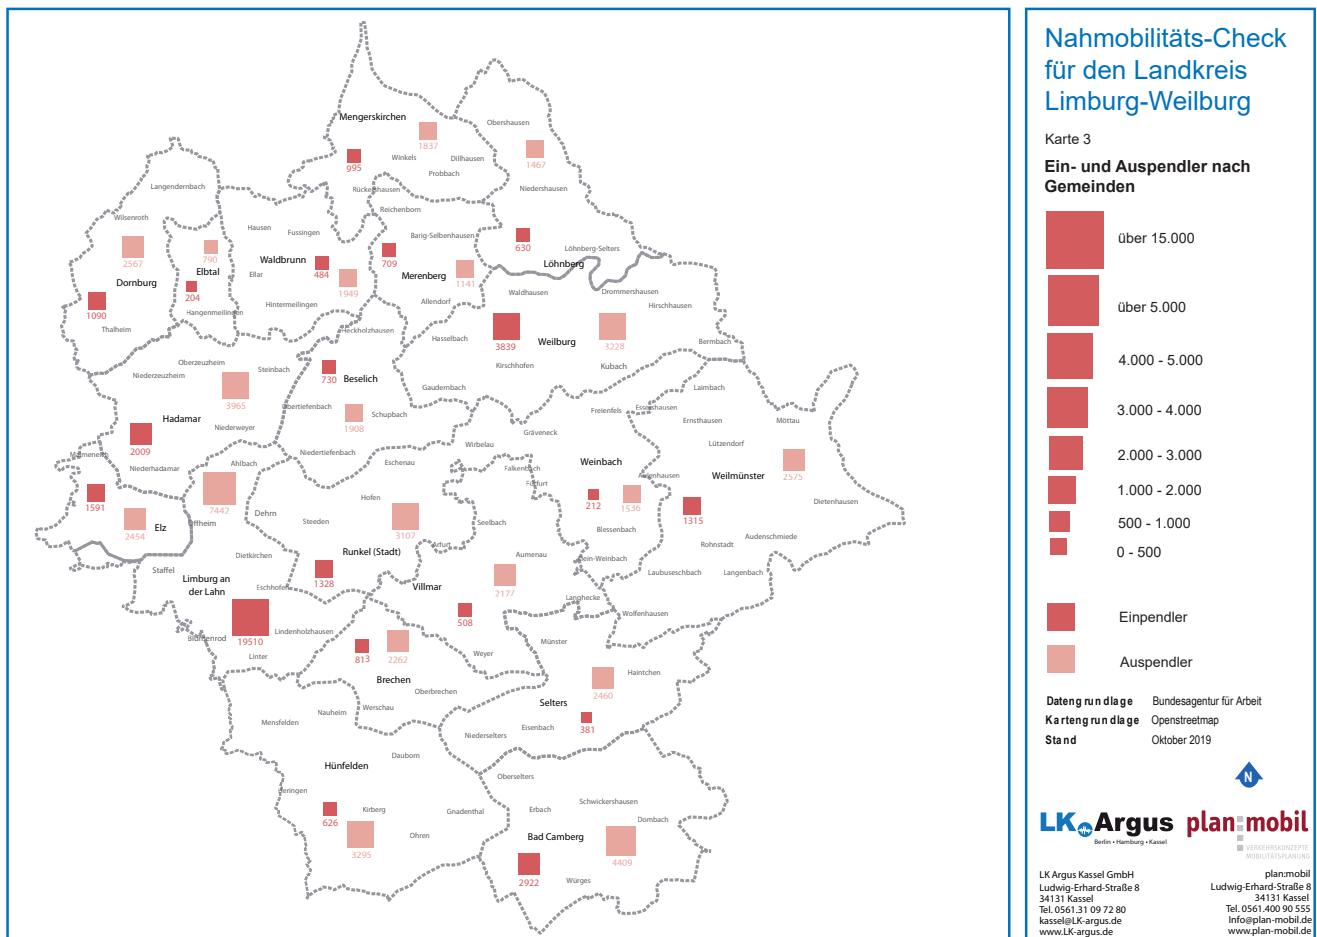 Mengerskirchen
1837
995
Winkels
Dillhausen
Probbach
Rückershausen
Obershausen
1467
Niedershausen
Langendernbach
Wilsenroth
2567
Dornburg
1090
Thalheim
790
Elbtal
204
Hangenmeilingen
Hausen
Fussingen
Waldbrunn
484
Ellar
1949
Hintermeilingen
Reichenborn
Barig-Selbenhausen
709
Merenberg
1141
Allendorf
630
Löhnberg-Selters
Löhnberg
Waldhausen
Drommershausen
Hirschhausen
Hasselbach
3839
Weilburg
3228
Bermbach
Kirschhofen
Kubach
Gaudernbach
Heckholzhausen
730
Beselich
Obertiefenbach
Schupbach
1908
Niedertiefenbach
Oberzeuzheim
Steinbach
Niederzeuzheim
3965
Hadamar
Niederweyer
2009
Niederhadamar
Malmeneich
1591
2454
Elz
Ahlbach
7442
Offheim
Dehrn
Dietkirchen
Staffel
Limburg an
der Lahn
Eschhofen
19510
Lindenholzhausen
Blumenrod
Linter
Eschenau
Hofen
Steeden
3107
Runkel (Stadt)
1328
Arfurt
Wirbelau
Laimbach
Essershausen
Freienfels
Ernsthausen
Möttau
Gräveneck
Lützendorf
Weinbach
Falkenbach
Fürfurt
Weilmünster
2575
212
1536
1315
Dietenhausen
Blessenbach
Audenschmiede
Rohnstadt
Laubuseschbach
Langenbach
Wolfenhausen
Seelbach
Aumenau
Villmar
2177
Langhecke
508
Weyer
Münster
813
2262
Brechen
Oberbrechen
Werschau
Haintchen
2460
Selters
381
Eisenbach
Niederselters
Nauheim
Mensfelden
Dauborn
Hünfelden
Heringen
626
Kirberg
Gnadenthal
Ohren
3295
Oberselters
Schwickershausen
Erbach
Dombach
Bad Camberg
4409
2922
Würges
Nahmobilitäts-Check
für den Landkreis
Limburg-Weilburg
Karte 3
Ein- und Auspendler nach
Gemeinden
über 15.000
über 5.000
4.000 - 5.000
3.000 - 4.000
2.000 - 3.000
1.000 - 2.000
500 - 1.000
0 - 500
Einpendler
Auspendler
Datengrundlage Bundesagentur für Arbeit
Kartengrundlage Openstreetmap
Stand Oktober 2019
N
LK Argus
Berlin • Hamburg • Kassel
plan:mobil
VERKEHRSKONZEPTE
MOBILITÄTSPLANUNG
LK Argus Kassel GmbH
Ludwig-Erhard-Straße 8
34131 Kassel
Tel. 0561.31 09 72 80
kassel@LK-argus.de
www.LK-argus.de
plan:mobil
Ludwig-Erhard-Straße 8
34131 Kassel
Tel. 0561.400 90 555
Info@plan-mobil.de
www.plan-mobil.de